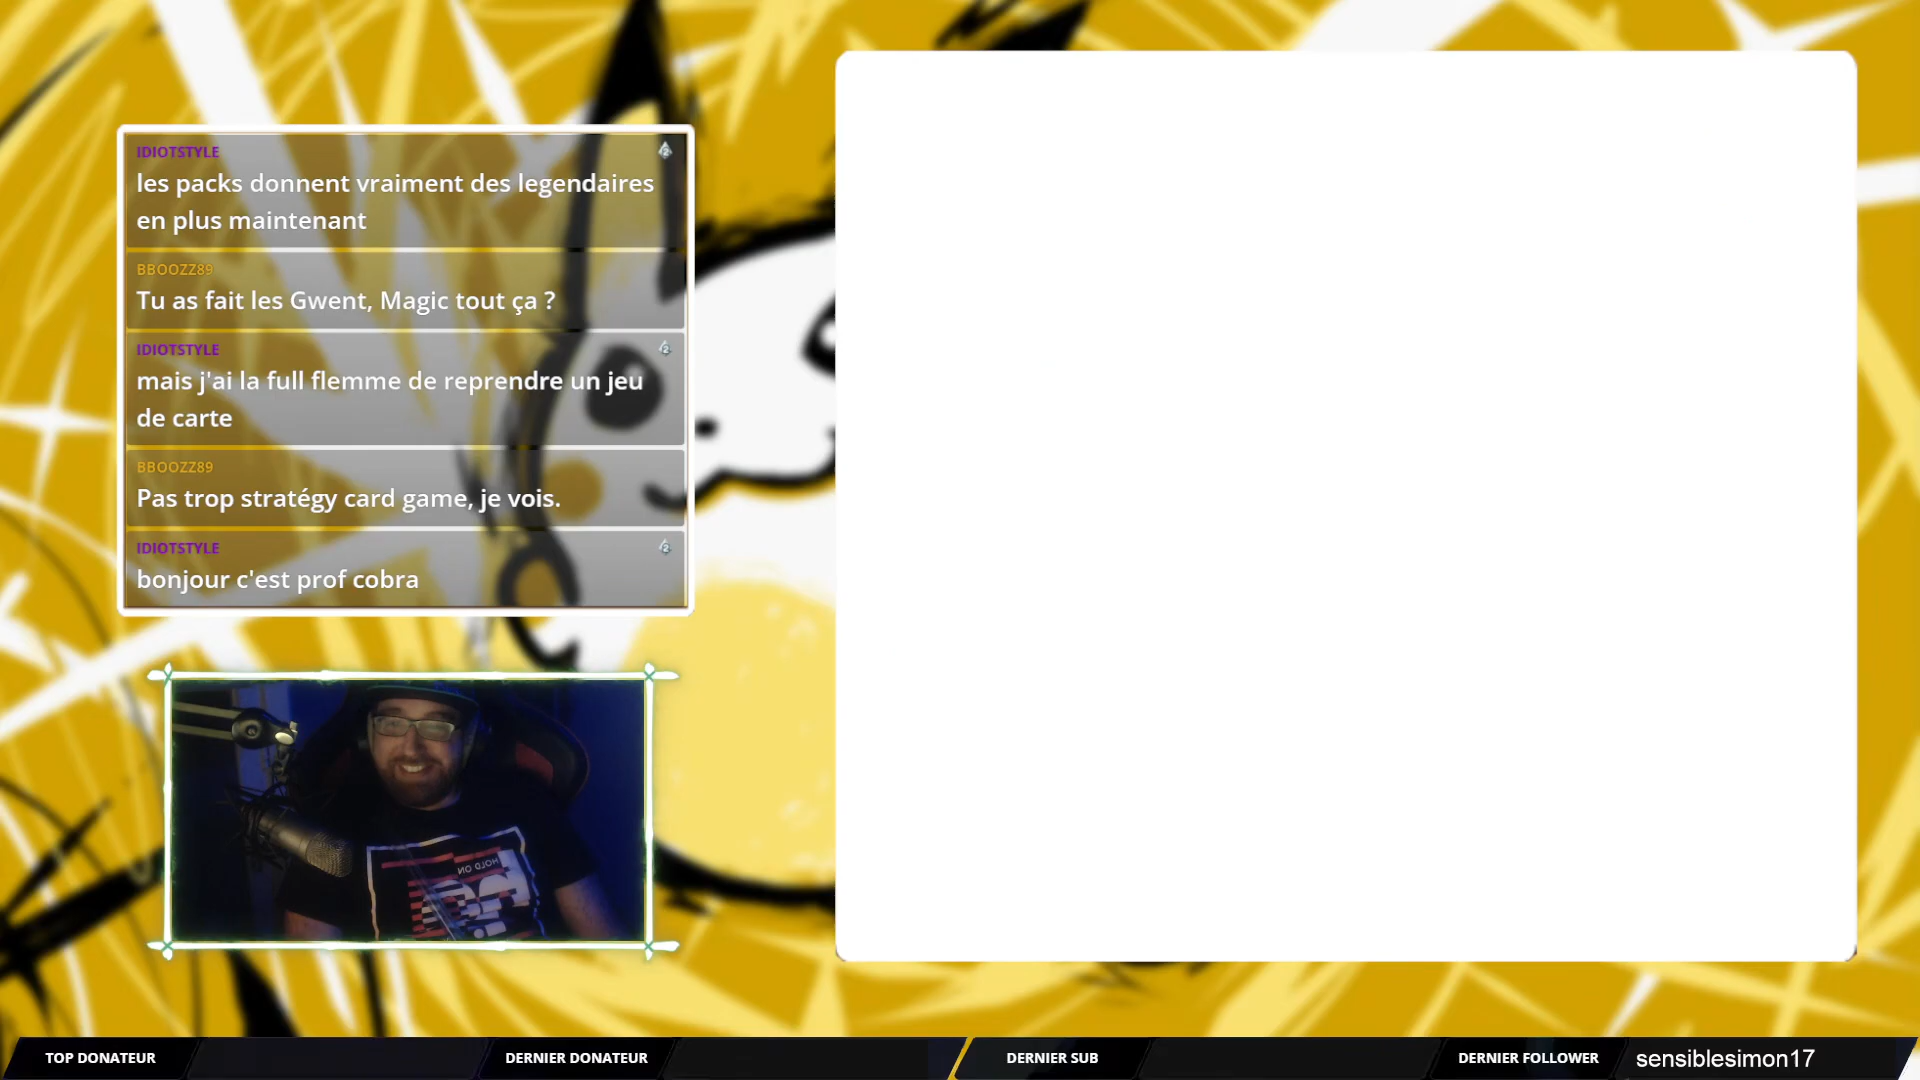 IDIOTSTYLE
les packs donnent vraiment des legendaires
en plus maintenant
BBOOZZ89
Tu as fait les Gwent, Magic tout ça ?
IDIOTSTYLE
mais j'ai la full flemme de reprendre un jeu
de carte
BBOOZZ89
Pas trop stratégy card game, je vois.
IDIOTSTYLE
bonjour c'est prof cobra
HOLD ON
TOP DONATEUR
DERNIER DONATEUR
DERNIER SUB
DERNIER FOLLOWER sensiblesimon17